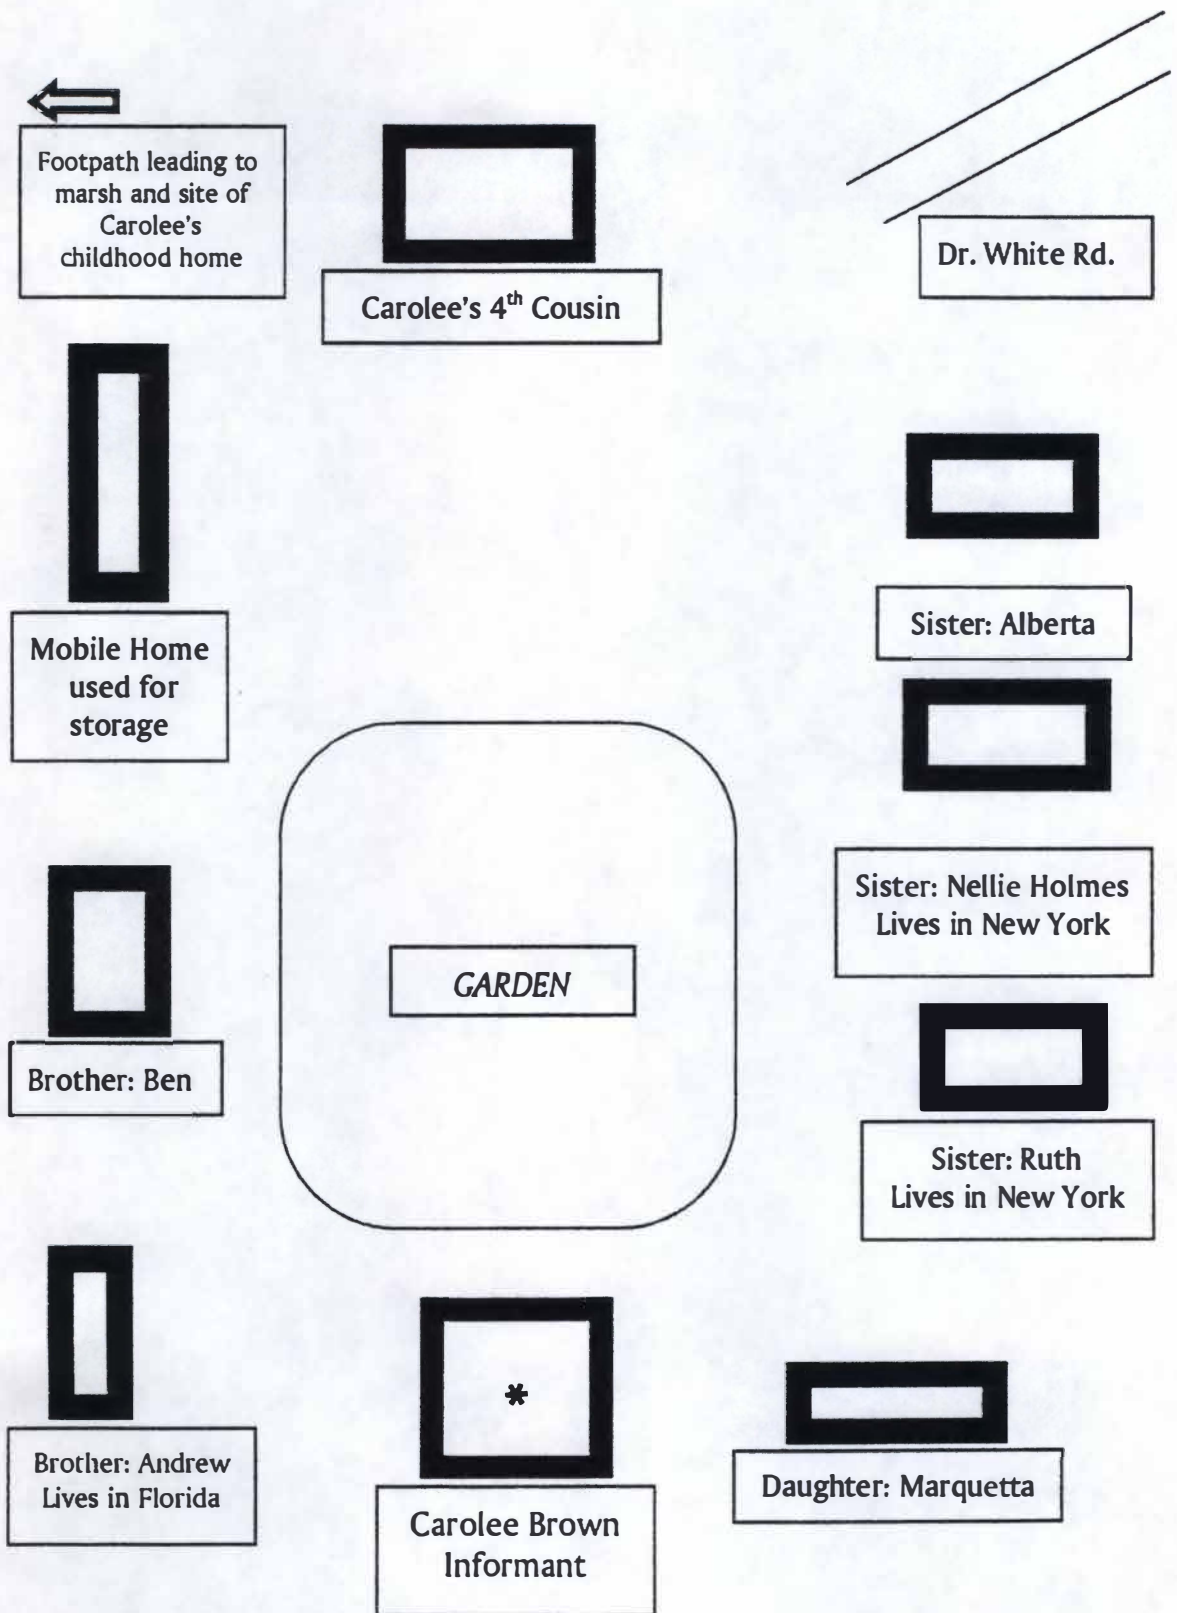 Footpath leading to
marsh and site of
Carolee's
childhood home
Carolee's 4th Cousin
Dr. White Rd.
Mobile Home
used for
storage
Sister: Alberta
Sister: Nellie Holmes
Lives in New York
GARDEN
Brother: Ben
Sister: Ruth
Lives in New York
*
Brother: Andrew
Lives in Florida
Carolee Brown
Informant
Daughter: Marquetta